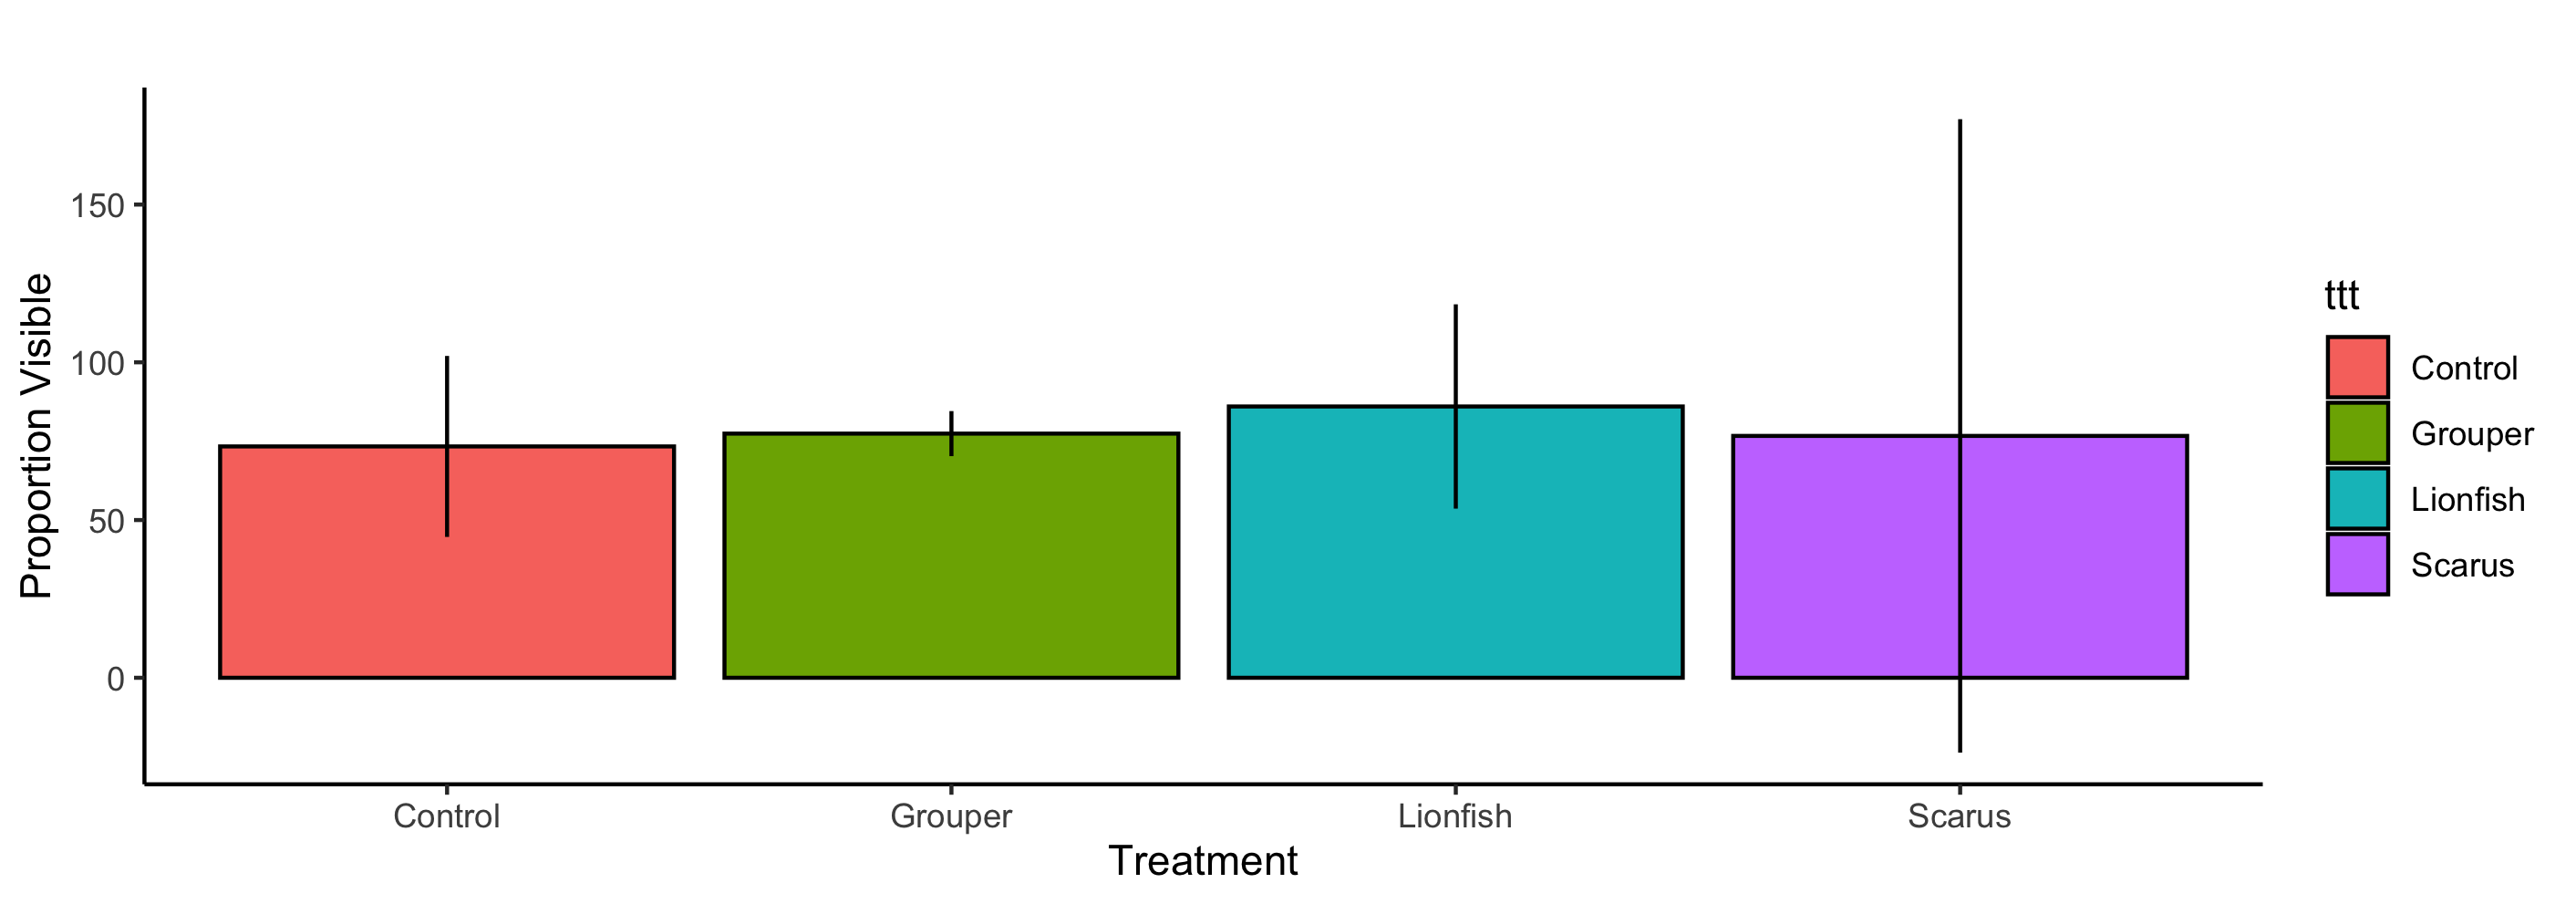 Proportion Visible
150
100
50
0
Control
Grouper
Lionfish
Scarus
Treatment
ttt
Control
Grouper
Lionfish
Scarus